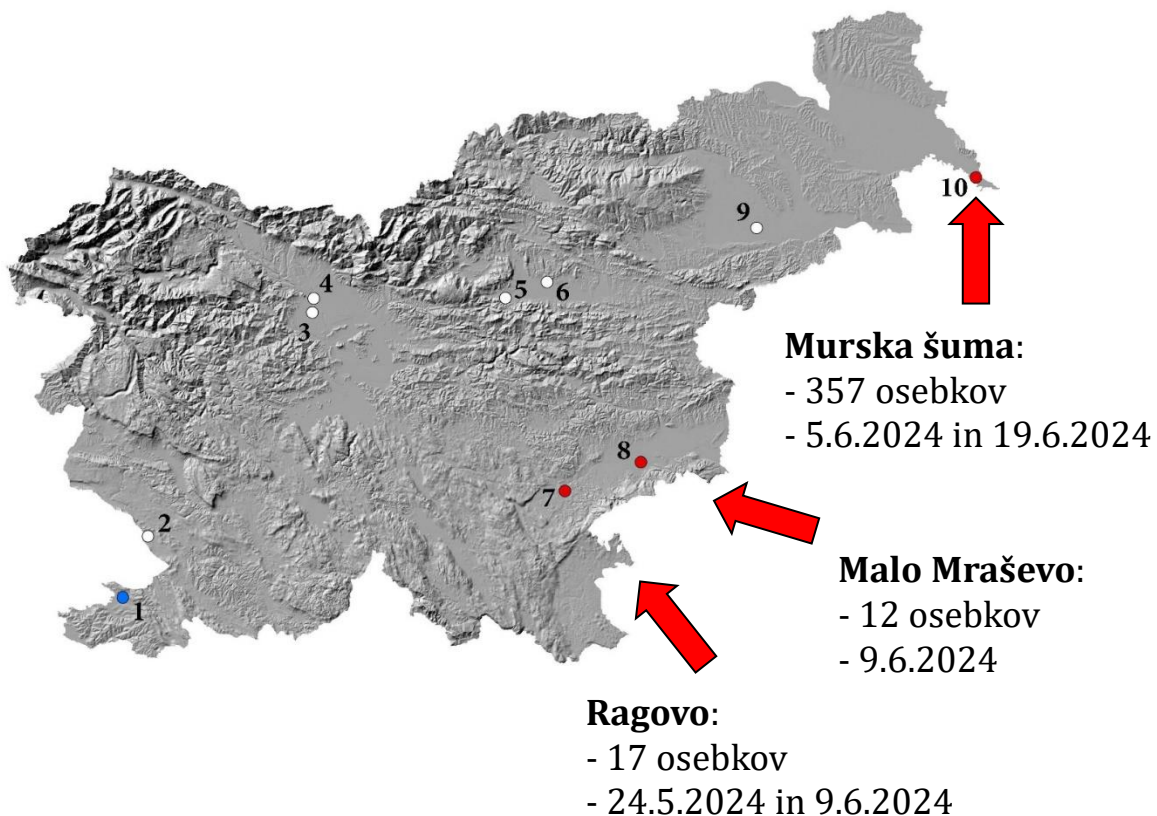 10
9
4
5
6
3
Murska šuma:
- 357 osebkov
- 5.6.2024 in 19.6.2024
8
7
2
Malo Mraševo:
- 12 osebkov
- 9.6.2024
1
Ragovo:
- 17 osebkov
- 24.5.2024 in 9.6.2024